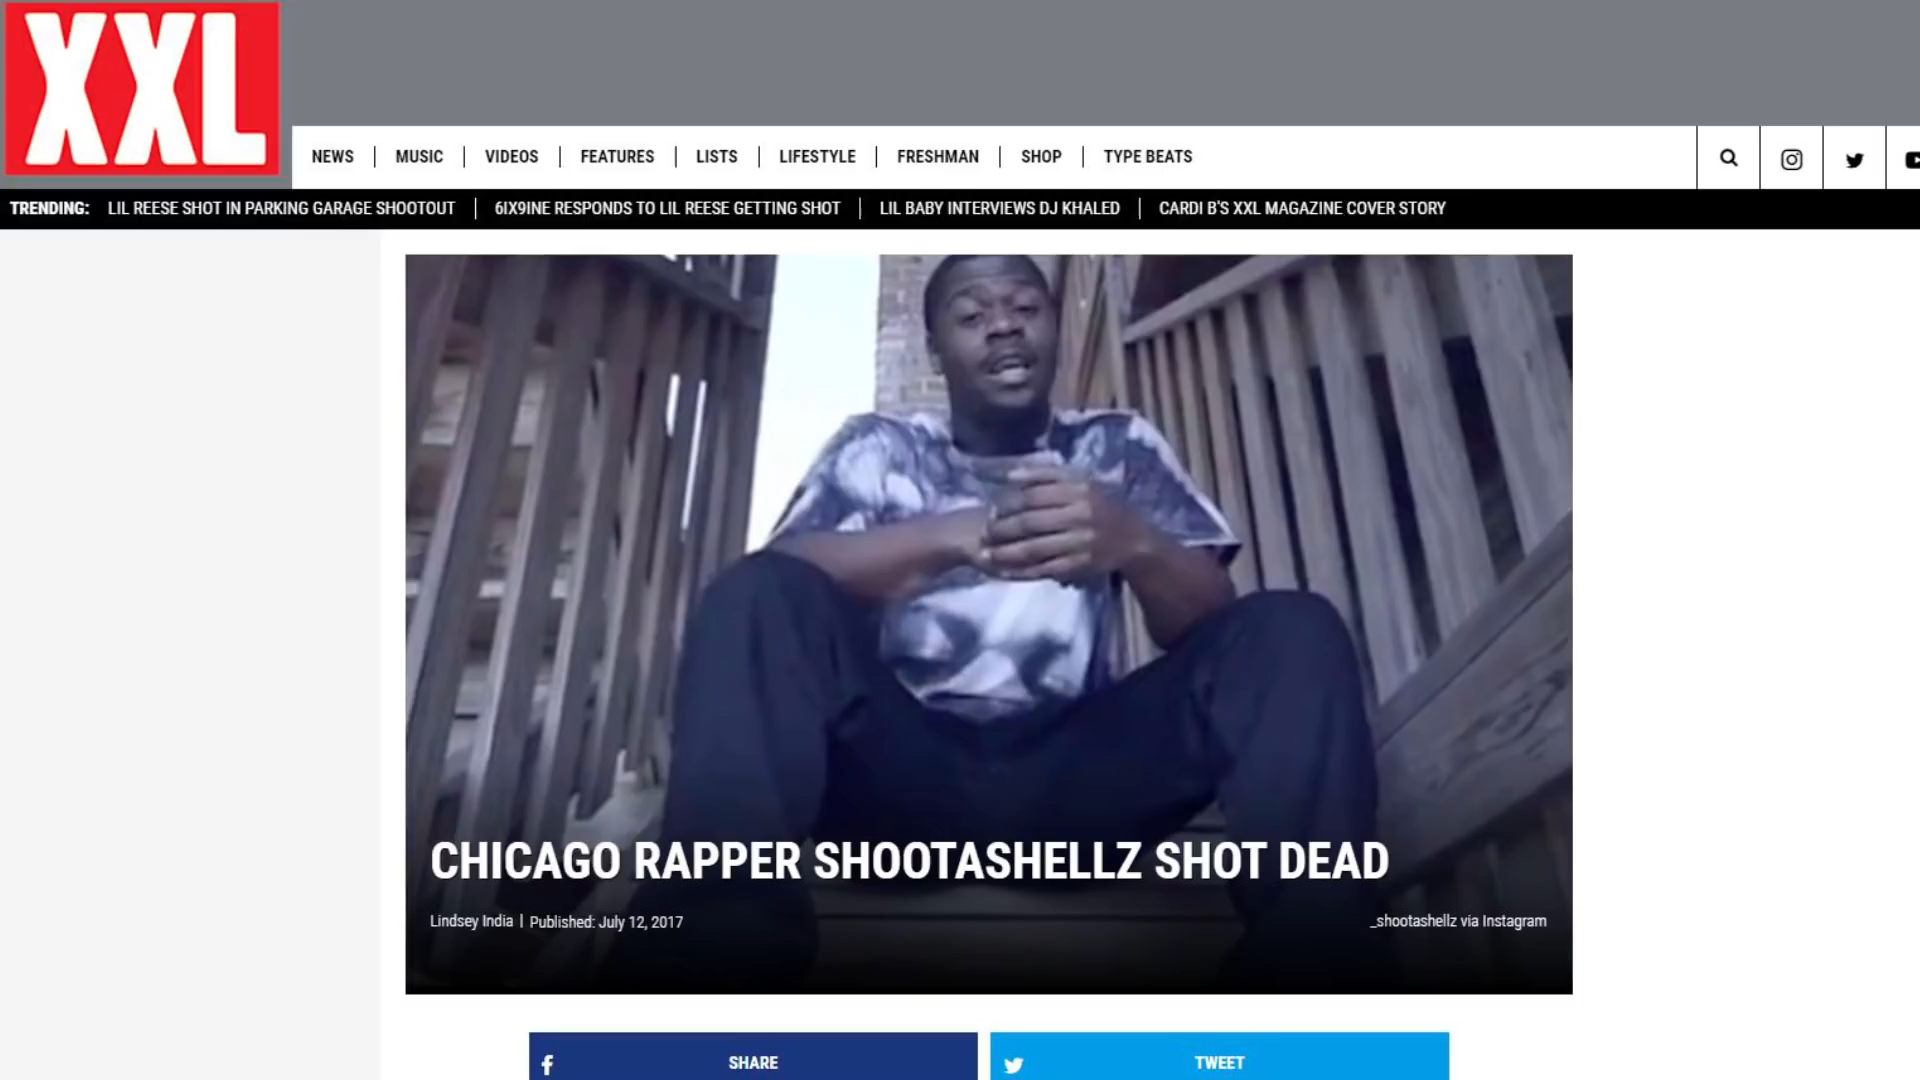 XXL
NEWS | MUSIC | VIDEOS | FEATURES | LISTS | LIFESTYLE | FRESHMAN | SHOP | TYPE BEATS
TRENDING: LIL REESE SHOT IN PARKING GARAGE SHOOTOUT | 6IX9INE RESPONDS TO LIL REESE GETTING SHOT | LIL BABY INTERVIEWS DJ KHALED | CARDI B'S XXL MAGAZINE COVER STORY
CHICAGO RAPPER SHOOTASHELLZ SHOT DEAD
Lindsey India | Published: July 12, 2017
_shootashellz via Instagram
SHARE
TWEET